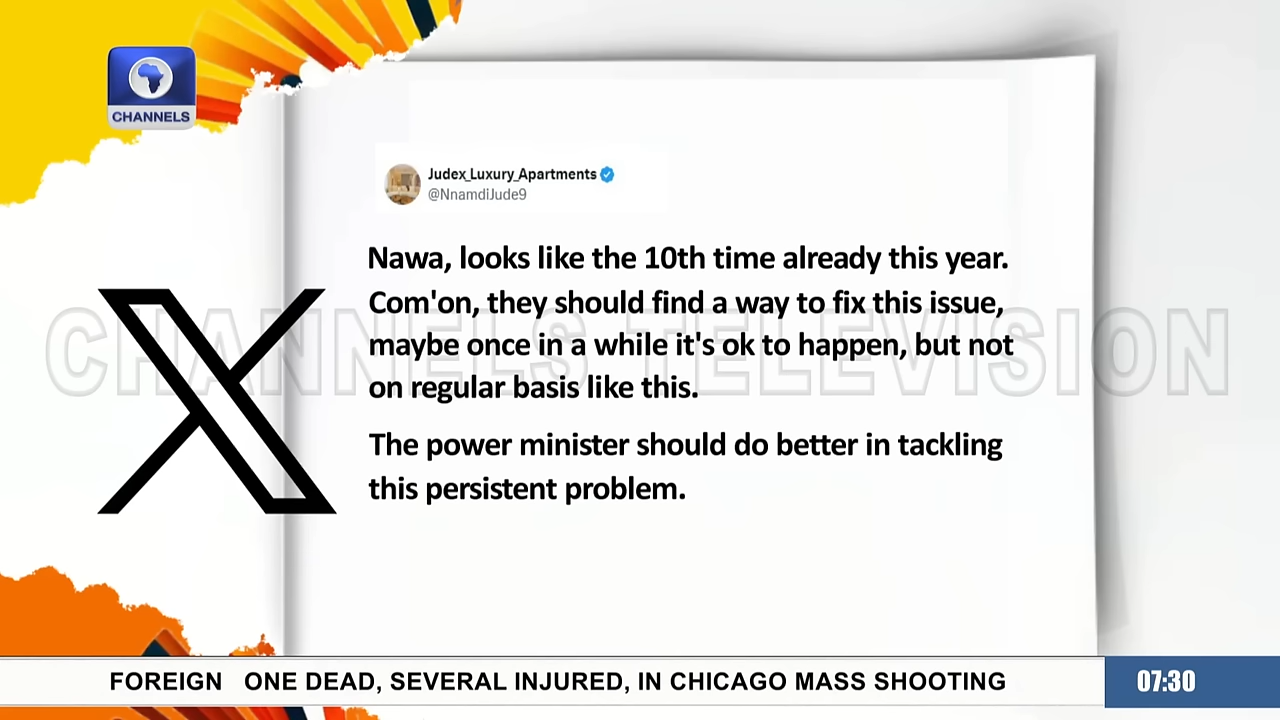 CHANNELS
Judex_Luxury_Apartments
@NnamdiJude9
Nawa, looks like the 10th time already this year.
Com'on, they should find a way to fix this issue,
maybe once in a while it's ok to happen, but not
on regular basis like this.
The power minister should do better in tackling
this persistent problem.
CHANNELS TELEVISION
FOREIGN ONE DEAD, SEVERAL INJURED, IN CHICAGO MASS SHOOTING
07:30